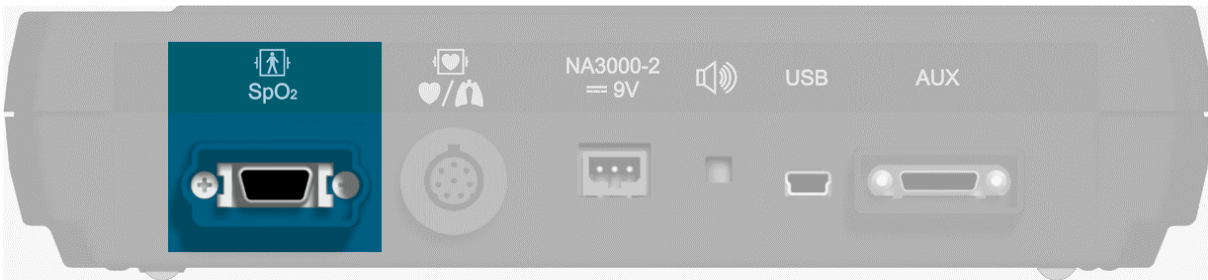 SpO₂
NA3000-2
9V
USB
AUX